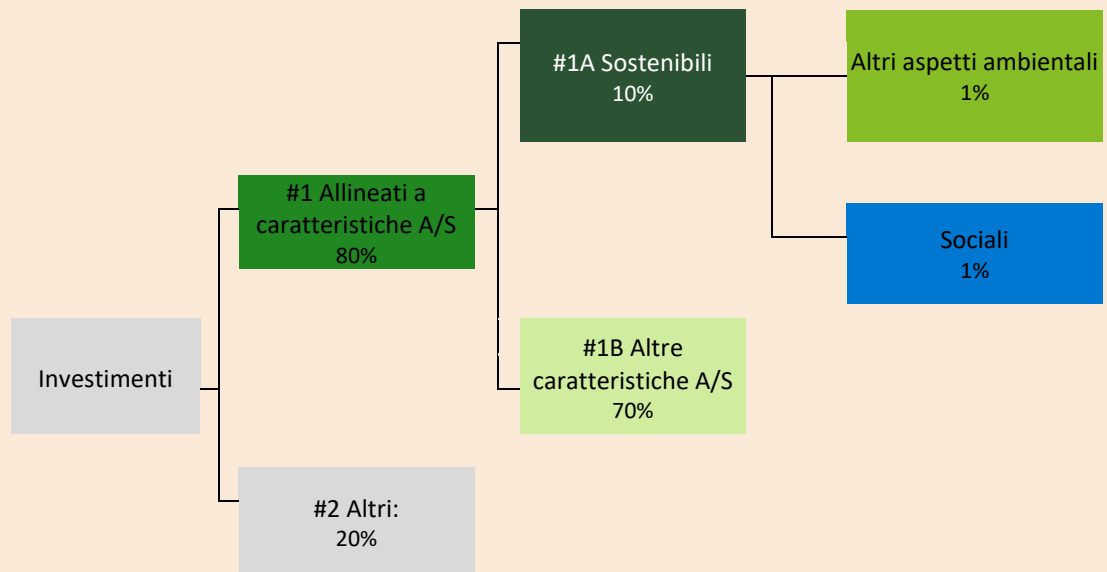 #1A Sostenibili
10%
Altri aspetti ambientali
1%
#1 Allineati a
caratteristiche A/S
80%
Sociali
1%
Investimenti
#1B Altre
caratteristiche A/S
70%
#2 Altri:
20%